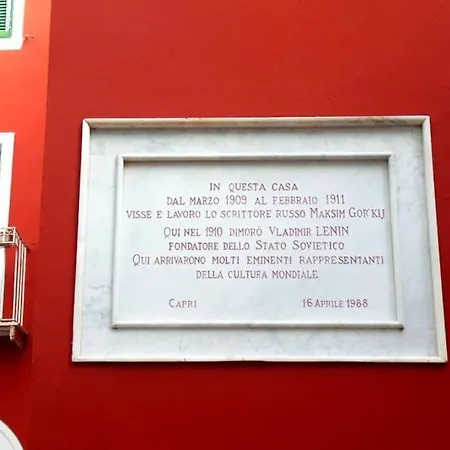 IN QUESTA CASA
DAL MARZO 1909 AL FEBBRAIO 1911
VISSE E LAVORÒ LO SCRITTORE RUSSO MAKSIM GOR'KIJ
QUI NEL 1910 DIMORÒ VLADIMIR LENIN
FONDATORE DELLO STATO SOVIETICO
QUI ARRIVARONO MOLTI EMINENTI RAPPRESENTANTI
DELLA CULTURA MONDIALE
CAPRI 16 APRILE 1988